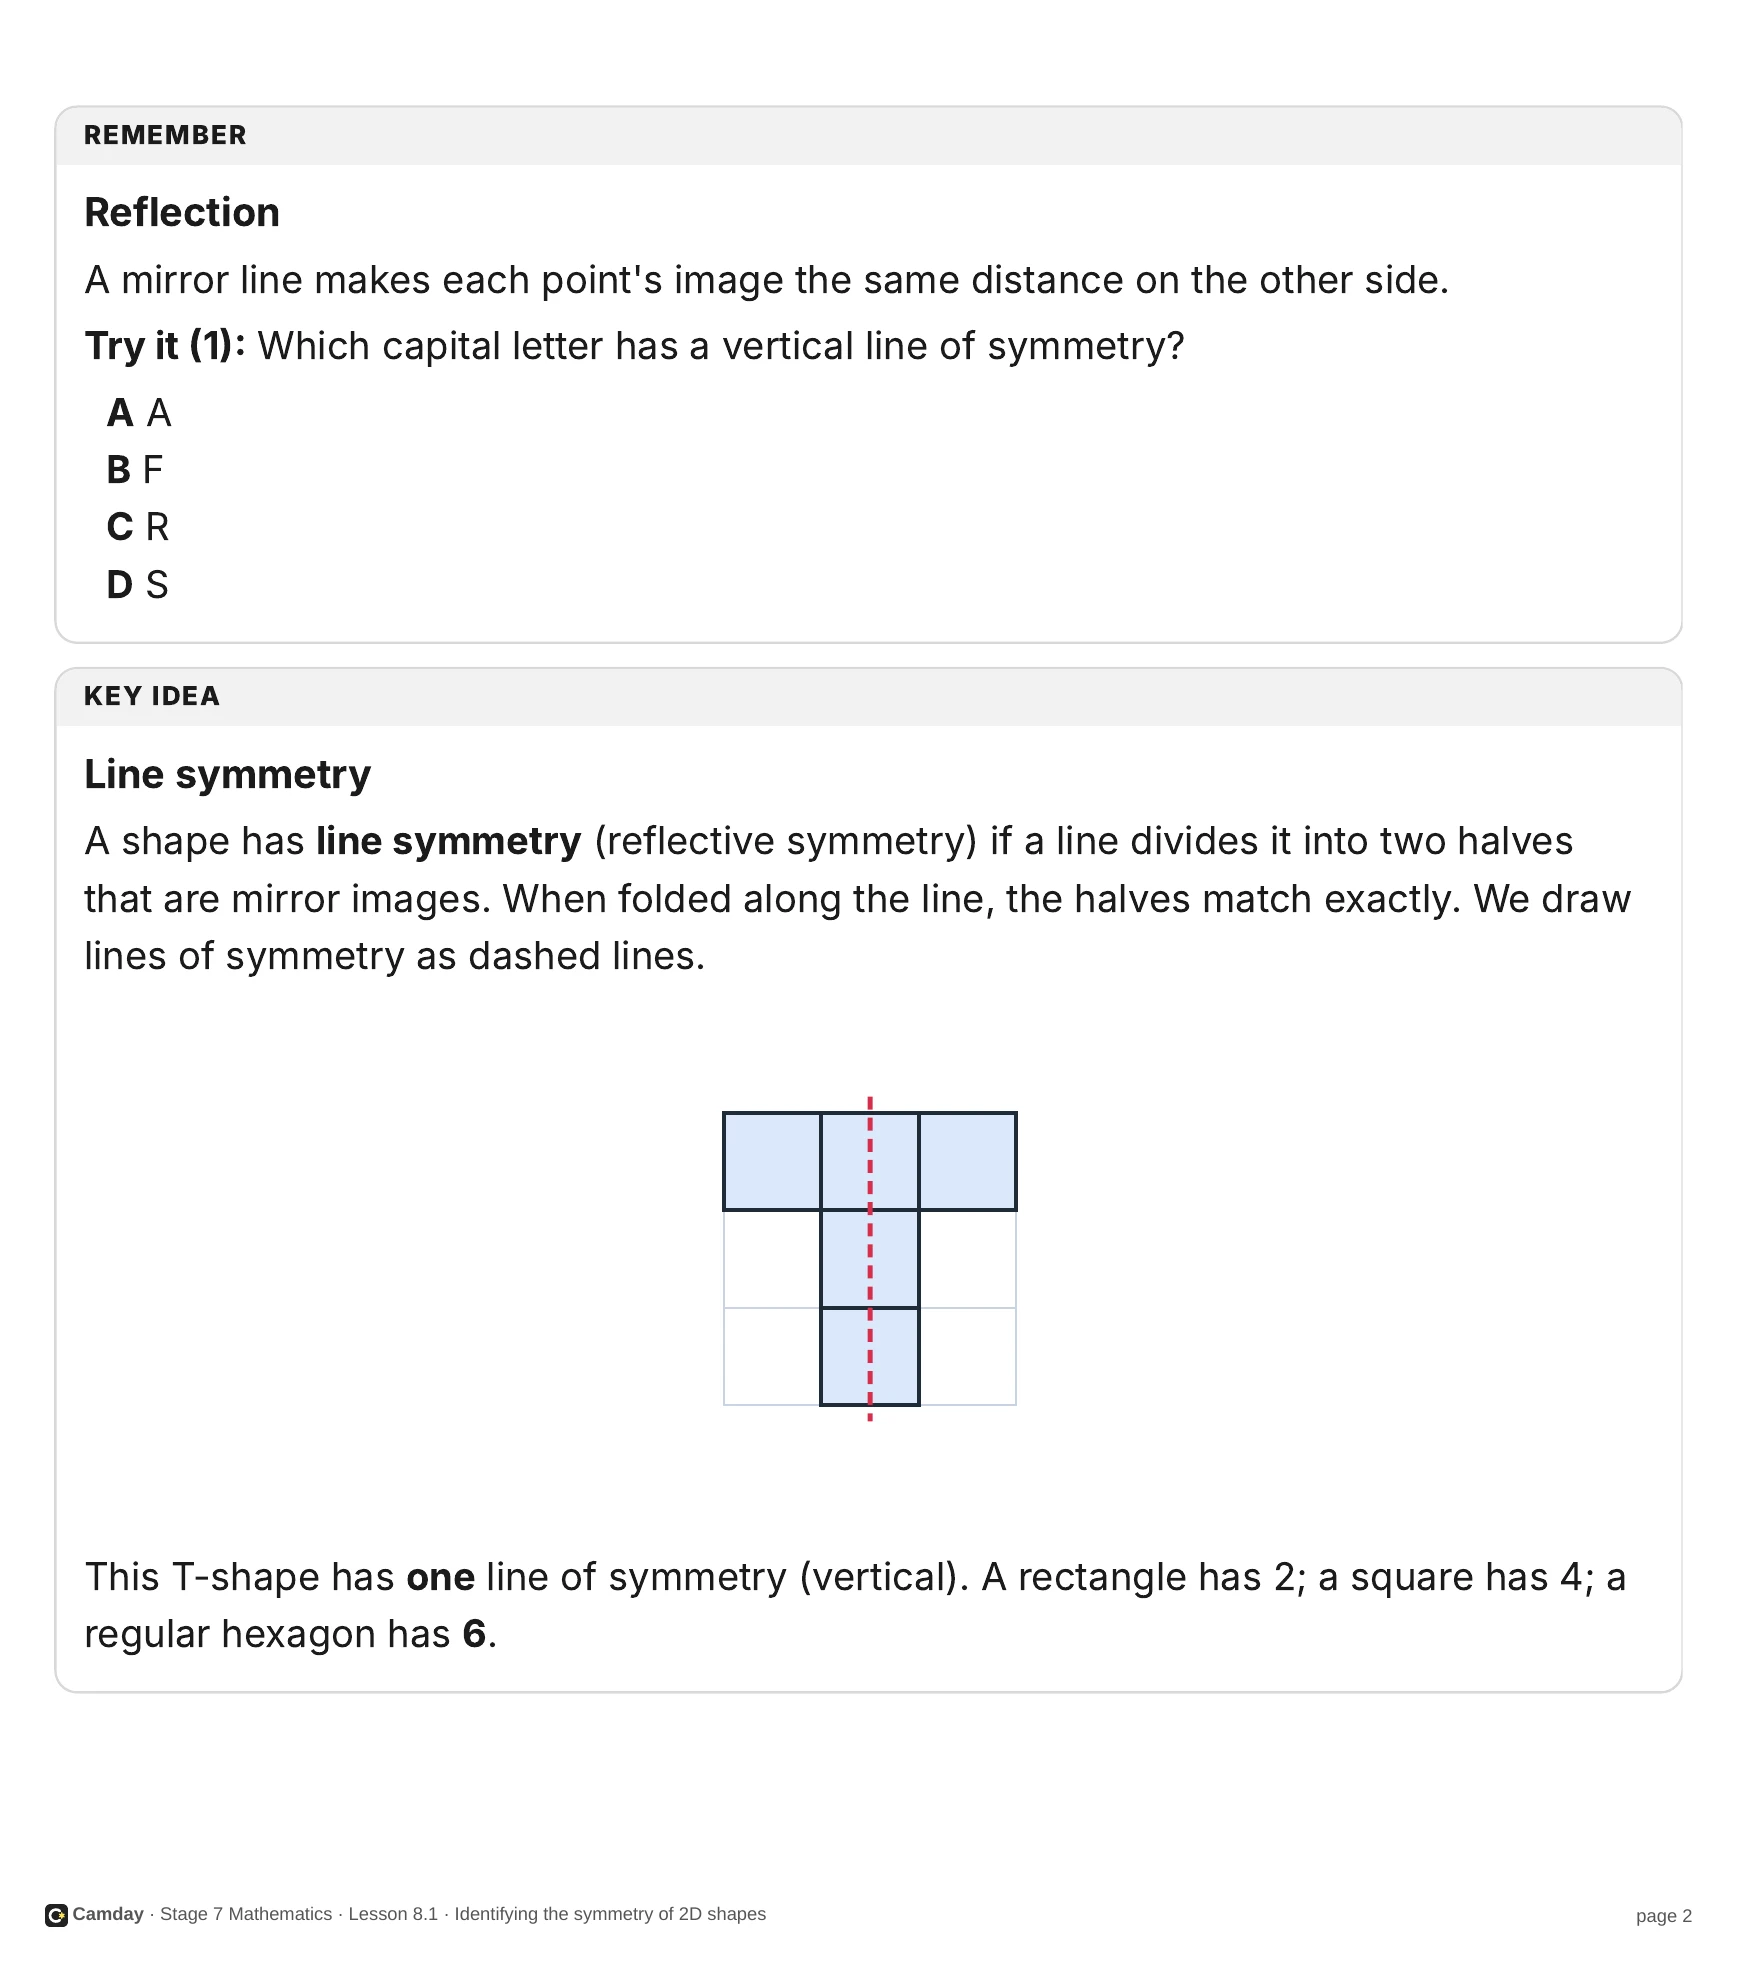 REMEMBER
Reflection
A mirror line makes each point's image the same distance on the other side.
Try it (1): Which capital letter has a vertical line of symmetry?
A A
B F
C R
D S
KEY IDEA
Line symmetry
A shape has line symmetry (reflective symmetry) if a line divides it into two halves
that are mirror images. When folded along the line, the halves match exactly. We draw
lines of symmetry as dashed lines.
This T-shape has one line of symmetry (vertical). A rectangle has 2; a square has 4; a
regular hexagon has 6.
Camday · Stage 7 Mathematics · Lesson 8.1 · Identifying the symmetry of 2D shapes
page 2